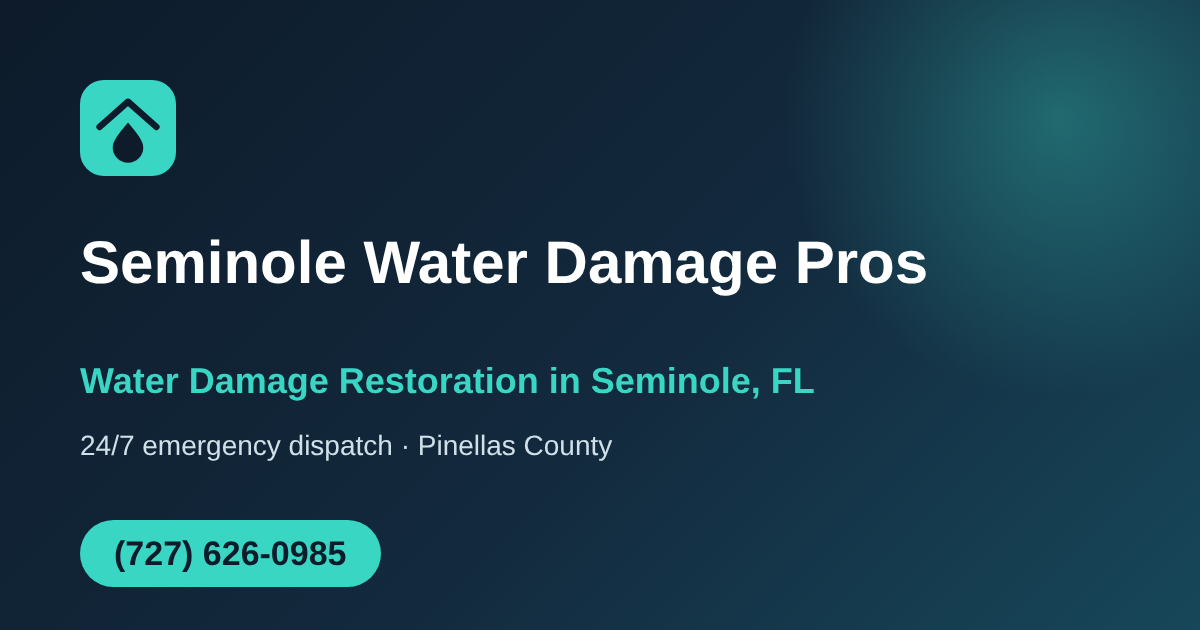 Seminole Water Damage Pros
Water Damage Restoration in Seminole, FL
24/7 emergency dispatch · Pinellas County
(727) 626-0985